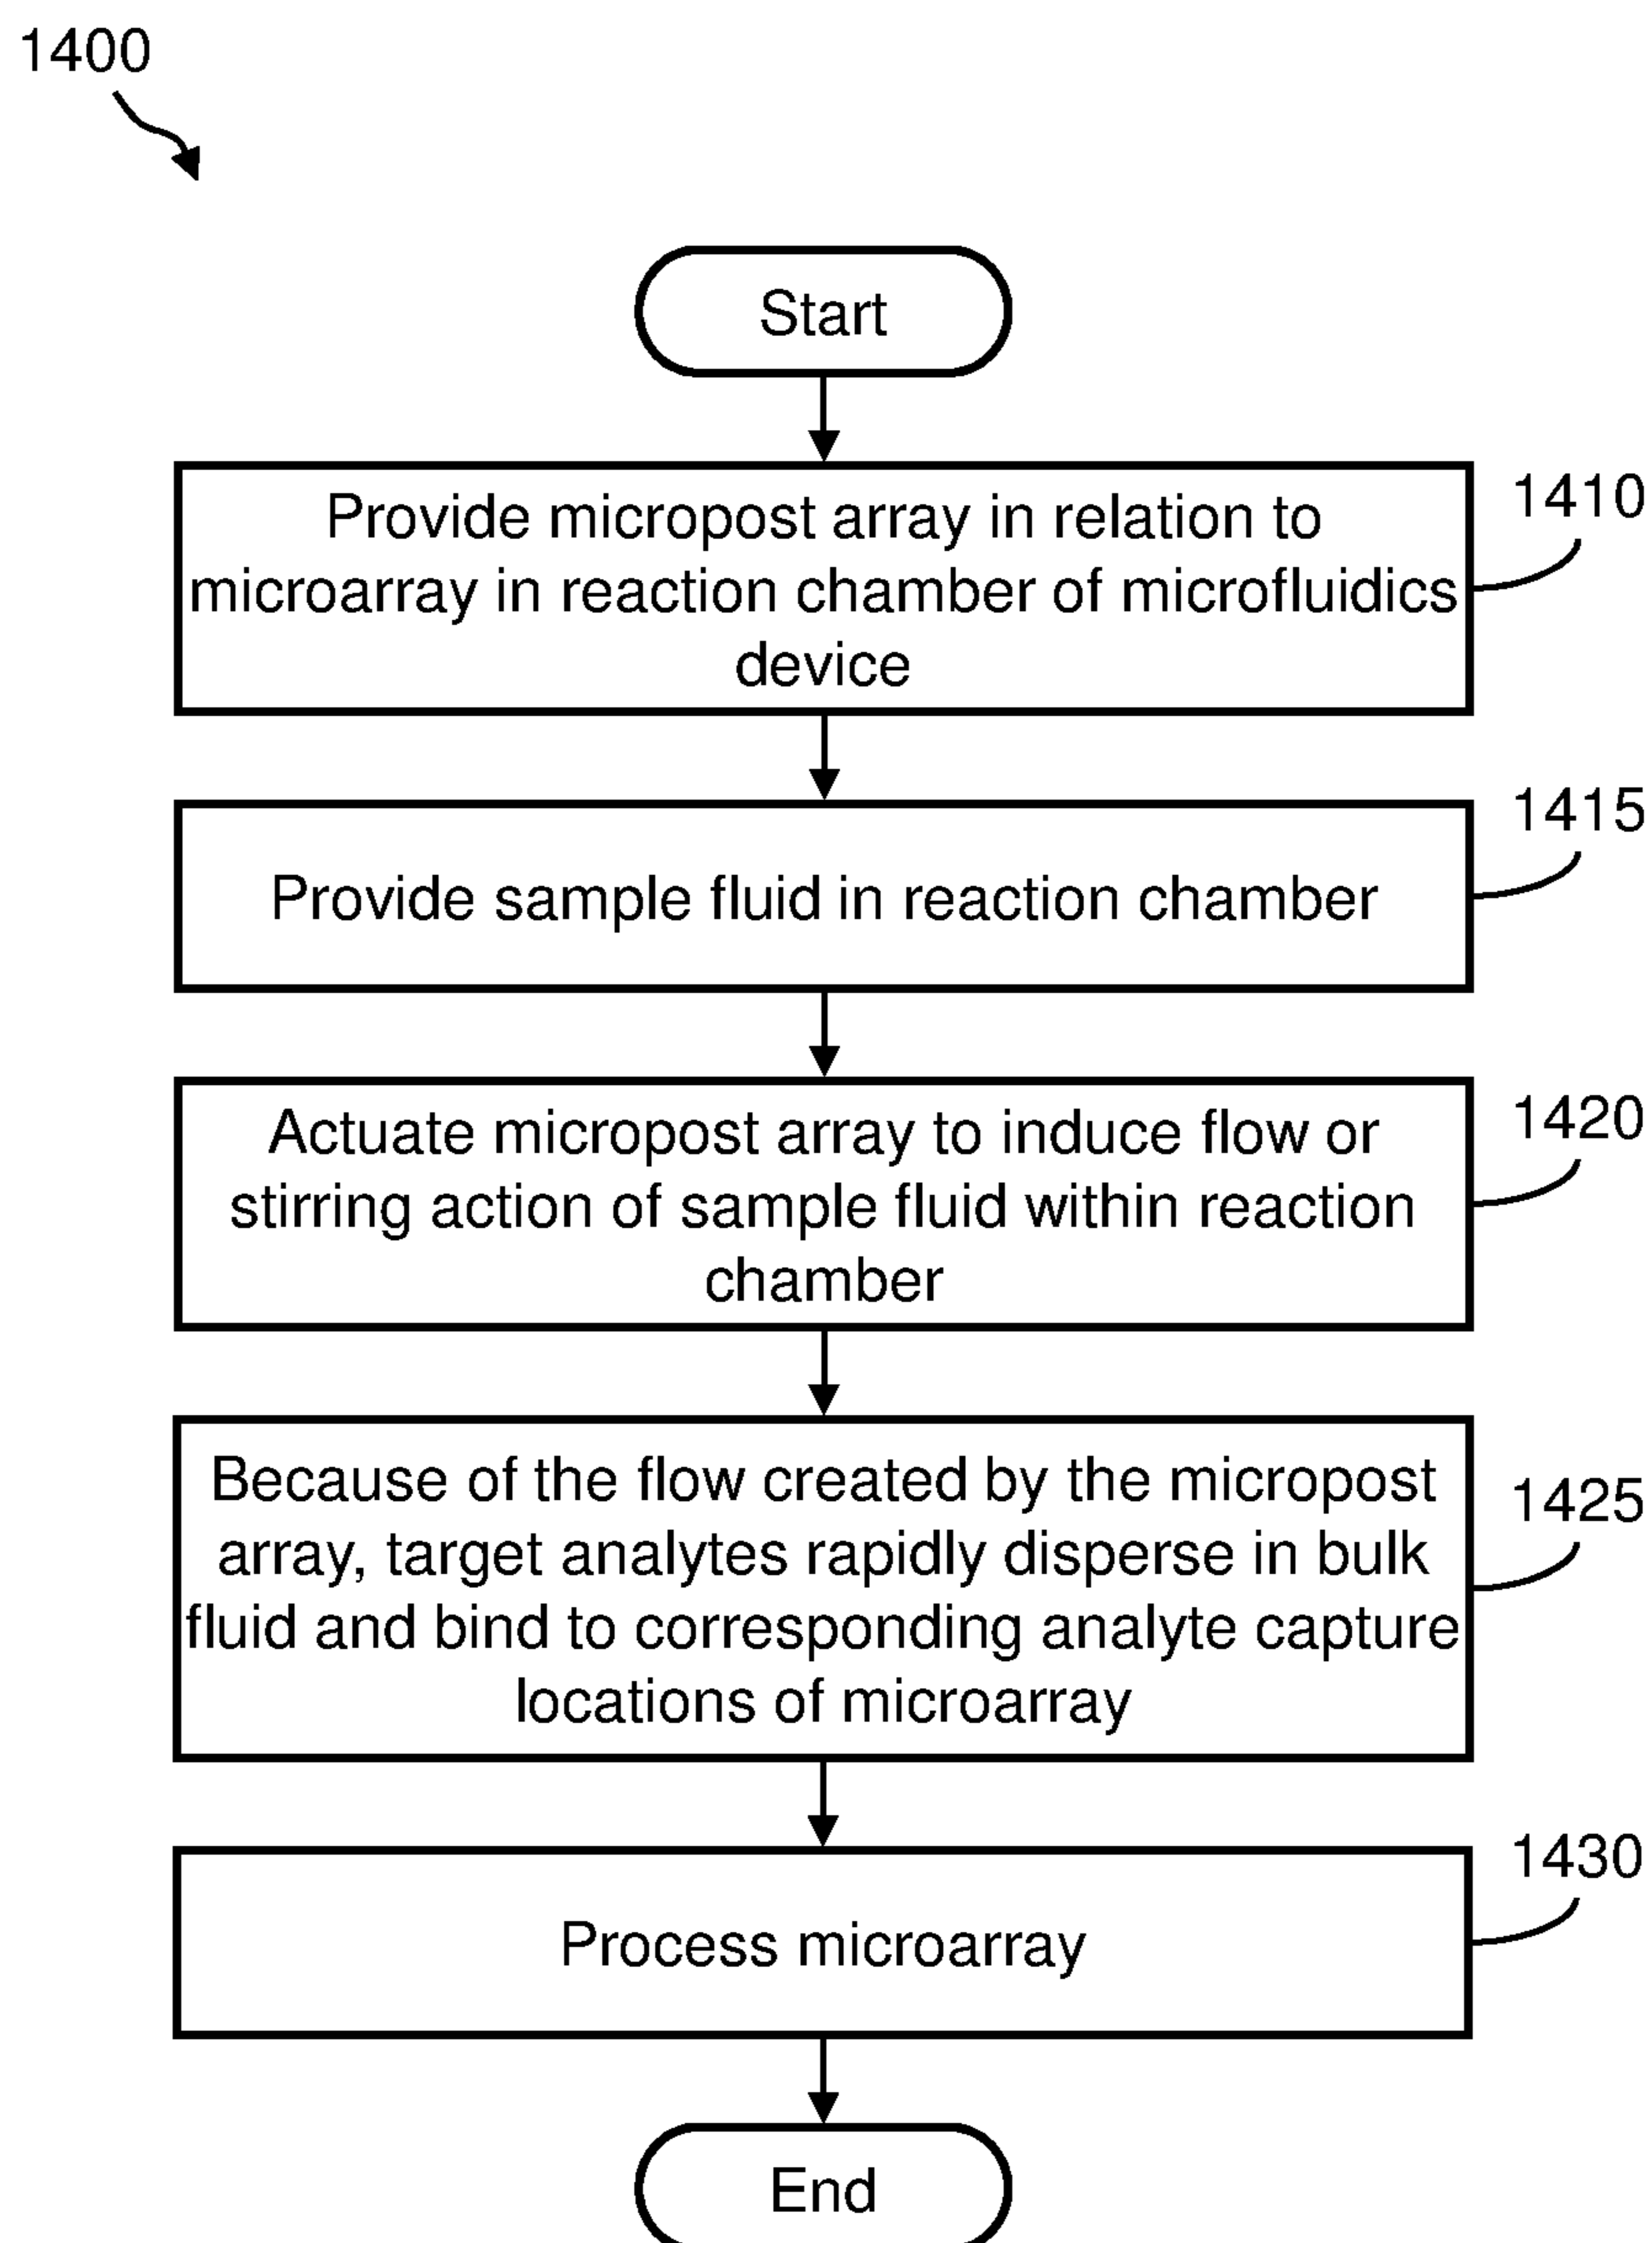 1400
Start
Provide micropost array in relation to
microarray in reaction chamber of microfluidics
device
1410
Provide sample fluid in reaction chamber
1415
Actuate micropost array to induce flow or
stirring action of sample fluid within reaction
chamber
1420
Because of the flow created by the micropost
array, target analytes rapidly disperse in bulk
fluid and bind to corresponding analyte capture
locations of microarray
1425
Process microarray
1430
End